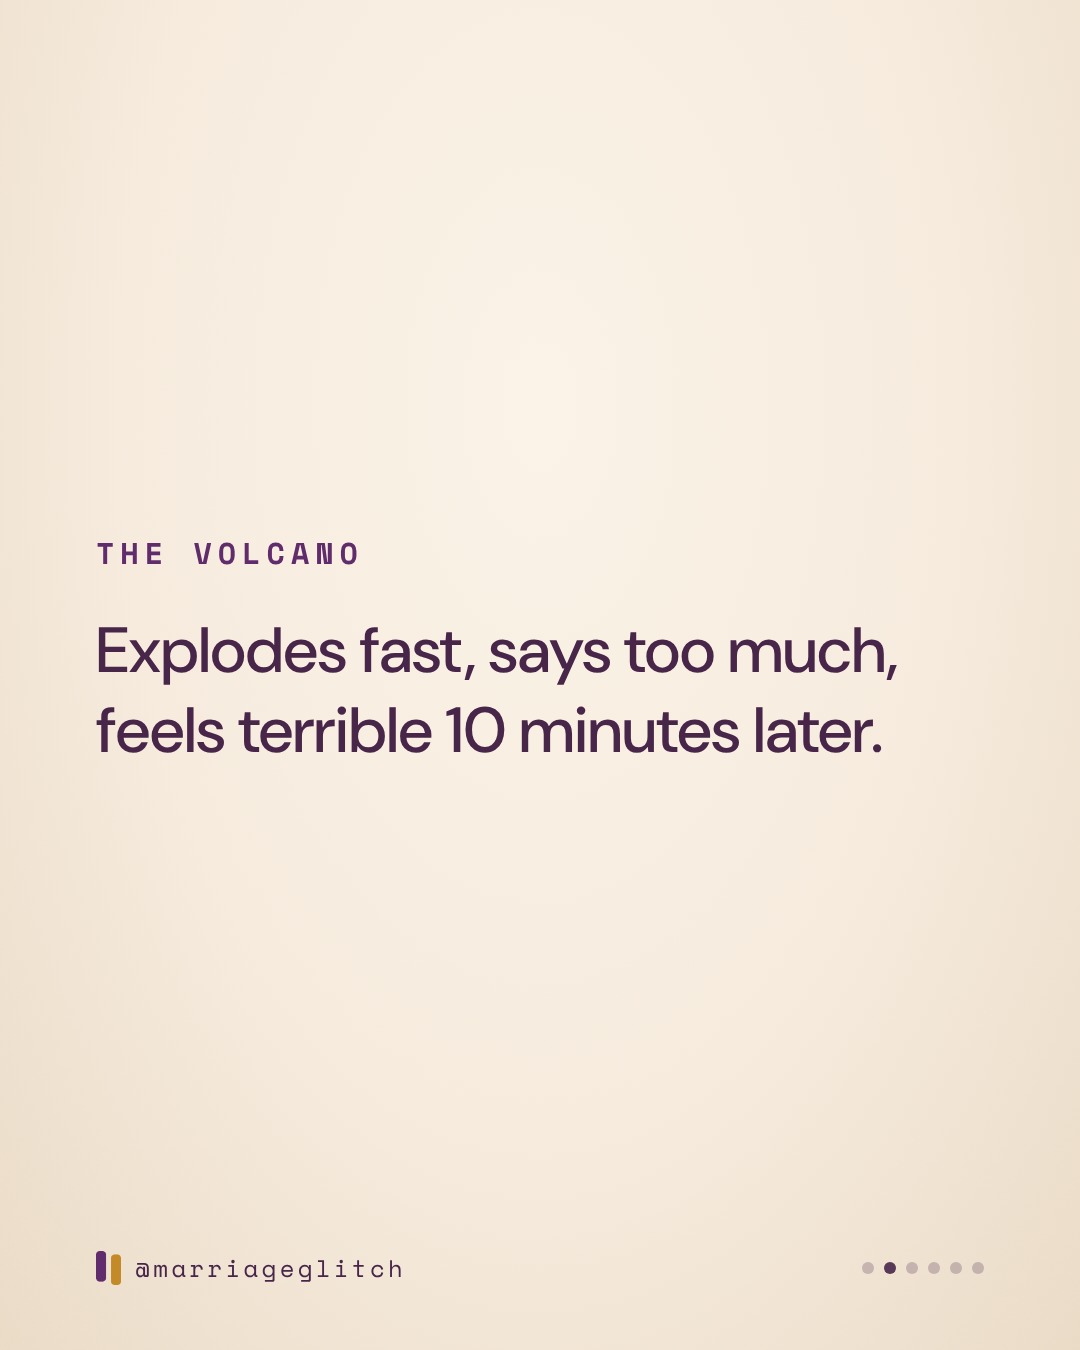 THE VOLCANO
Explodes fast, says too much,
feels terrible 10 minutes later.
@marriageglitch